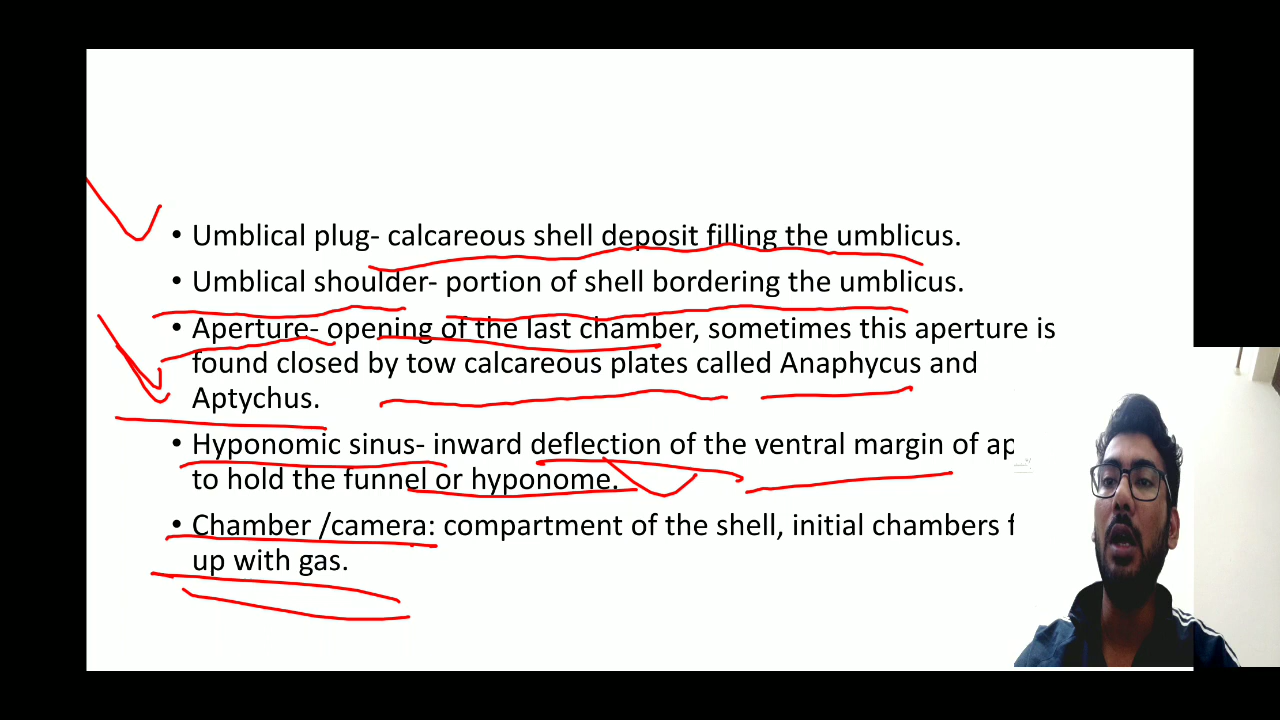 • Umblical plug- calcareous shell deposit filling the umblicus.
• Umblical shoulder- portion of shell bordering the umblicus.
• Aperture- opening of the last chamber, sometimes this aperture is
found closed by tow calcareous plates called Anaphycus and
Aptychus.
• Hyponomic sinus- inward deflection of the ventral margin of ap
to hold the funnel or hyponome.
• Chamber /camera: compartment of the shell, initial chambers f
up with gas.